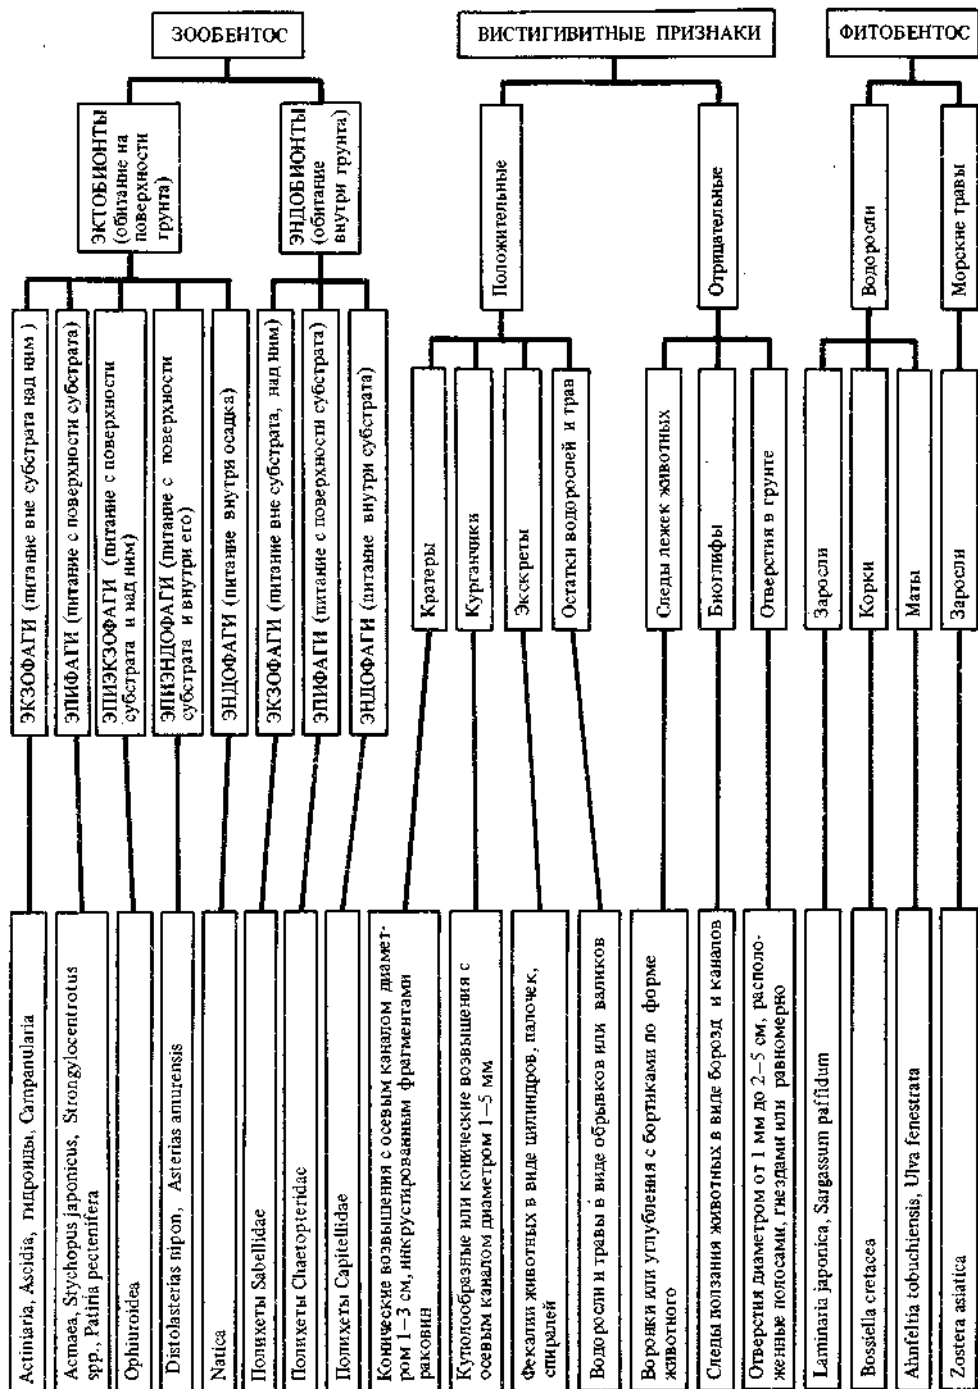 ЗООБЕНТОС
ЭКТОБИОНТЫ
(обитание на
поверхности
грунта)
ЭКЗОФАГИ (питание вне субстрата над ним )
Actiniaria, Ascidia, гидроиды, Campanularia
ЭПИФАГИ (питание с поверхности субстрата)
Acmaea, Stychopus japonicus, Strongylocentrotus
spp., Patiria pectenifera
ЭПИЭКЗОФАГИ (питание с поверхности
субстрата и над ним)
Ophiuroidea
ЭПИЭНДОФАГИ (питание с поверхности
субстрата и внутри его)
Distolasterias nipon, Asterias amurensis
ЭНДОФАГИ (питание внутри осадка)
Natica
ЭНДОБИОНТЫ
(обитание
внутри грунта)
ЭКЗОФАГИ (питание вне субстрата, над ним)
Полихеты Sabellidae
ЭПИФАГИ (питание с поверхности субстрата)
Полихеты Chaetopteridae
ЭНДОФАГИ (питание внутри субстрата)
Полихеты Capitellidae
ВИСТИГИВИТНЫЕ ПРИЗНАКИ
Положительные
Кратеры
Конические возвышения с осевым каналом диамет-
ром 1–3 см, инкрустированным фрагментами
раковин
Курганчики
Куполообразные или конические возвышения с
осевым каналом диаметром 1–5 мм
Экскреты
Фекалии животных в виде цилиндров, палочек,
спиралей
Остатки водорослей и трав
Водоросли и травы в виде обрывков или валиков
Отрицательные
Следы лежек животных
Воронки или углубления с бортиками по форме
животного
Биоглифы
Следы ползания животных в виде борозд и каналов
Отверстия в грунте
Отверстия диаметром от 1 мм до 2–5 см, располо-
женные полосами, гнездами или равномерно
ФИТОБЕНТОС
Водоросли
Заросли
Laminaria japonica, Sargassum paffidum
Корки
Bossiella cretacea
Маты
Ahnfeltia tobuchiensis, Ulva fenestrata
Морские травы
Заросли
Zostera asiatica